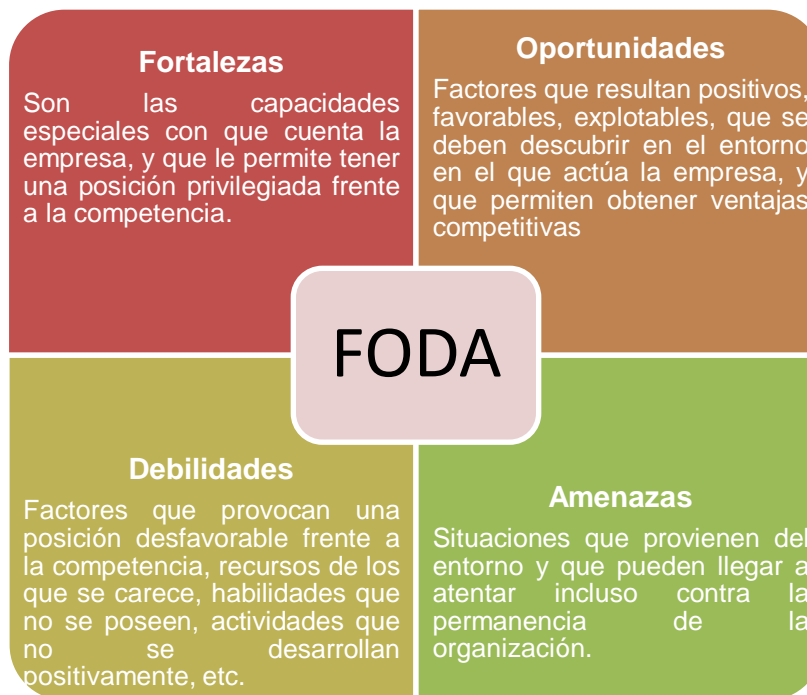 Fortalezas
Son las capacidades
especiales con que cuenta la
empresa, y que le permite tener
una posición privilegiada frente
a la competencia.
Oportunidades
Factores que resultan positivos,
favorables, explotables, que se
deben descubrir en el entorno
en el que actúa la empresa, y
que permiten obtener ventajas
competitivas
FODA
Debilidades
Factores que provocan una
posición desfavorable frente a
la competencia, recursos de los
que se carece, habilidades que
no se poseen, actividades que
no se desarrollan
positivamente, etc.
Amenazas
Situaciones que provienen del
entorno y que pueden llegar a
atentar incluso contra la
permanencia de la
organización.